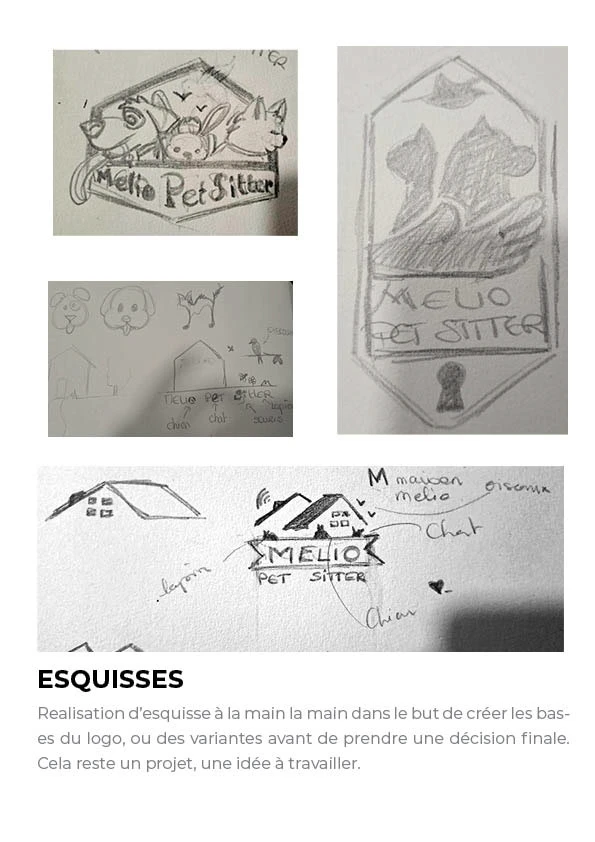 Melio Pet Sitter
MELIO
PET SITTER
oiseau
MELIO PET SITTER
chien
chat
souris
lapin
M maison
melio
oiseaux
Chat
MELIO
PET SITTER
lapin
Chien
ESQUISSES
Realisation d’esquisse à la main la main dans le but de créer les bas-
es du logo, ou des variantes avant de prendre une décision finale.
Cela reste un projet, une idée à travailler.